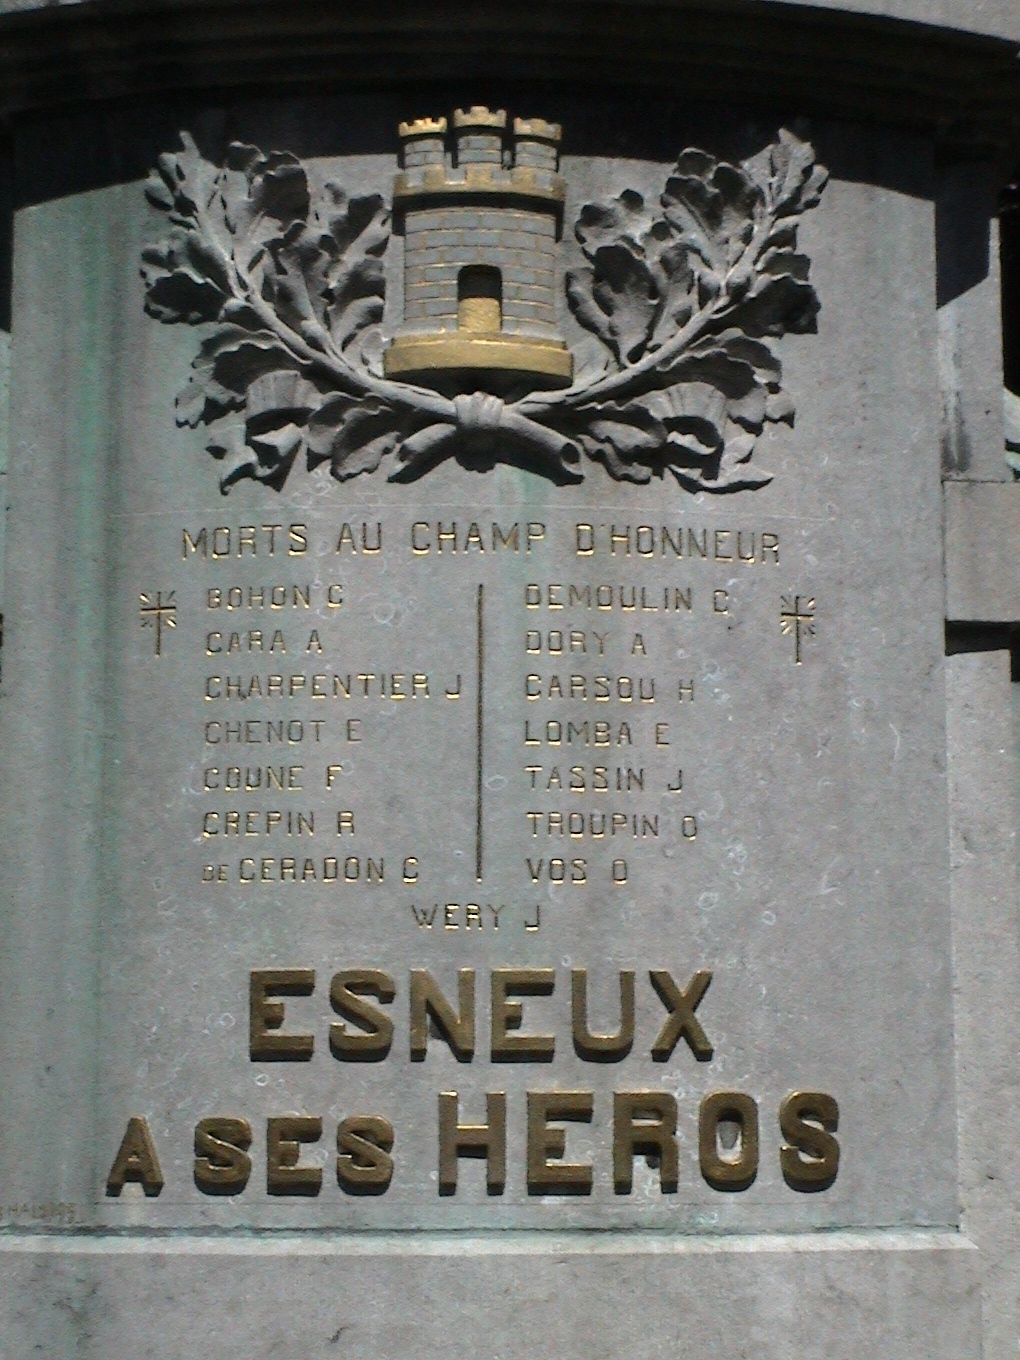 MORTS AU CHAMP D'HONNEUR
BOHON C
CARA A
CHARPENTIER J
CHENOT E
COUNE F
CREPIN R
DE GERADON C
DEMOULIN C
DORY A
CARSOU H
LOMBA E
TASSIN J
TROUPIN O
VOS O
WERY J
ESNEUX
A SES HEROS